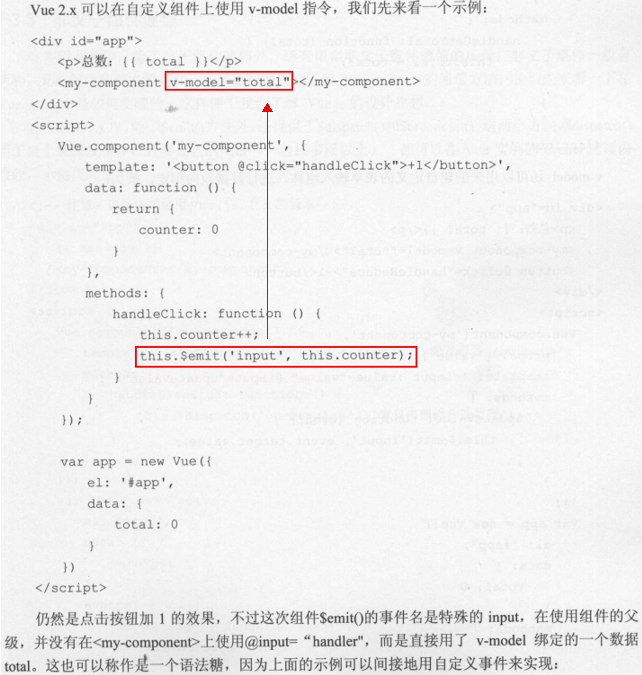 Vue 2.x 可以在自定义组件上使用 v-model 指令，我们先来看一个示例：
<div id="app">
<p>总数：{{ total }}</p>
<my-component v-model="total"></my-component>
</div>
<script>
Vue.component('my-component', {
template: '<button @click="handleClick">+1</button>',
data: function () {
return {
counter: 0
}
},
methods: {
handleClick: function () {
this.counter++;
this.$emit('input', this.counter);
}
}
});
var app = new Vue({
el: '#app',
data: {
total: 0
}
})
</script>
仍然是点击按钮加 1 的效果，不过这次组件$emit()的事件名是特殊的 input，在使用组件的父
级，并没有在<my-component>上使用@input=“handler"，而是直接用了 v-model 绑定的一个数据
total。这也可以称作是一个语法糖，因为上面的示例可以间接地用自定义事件来实现：